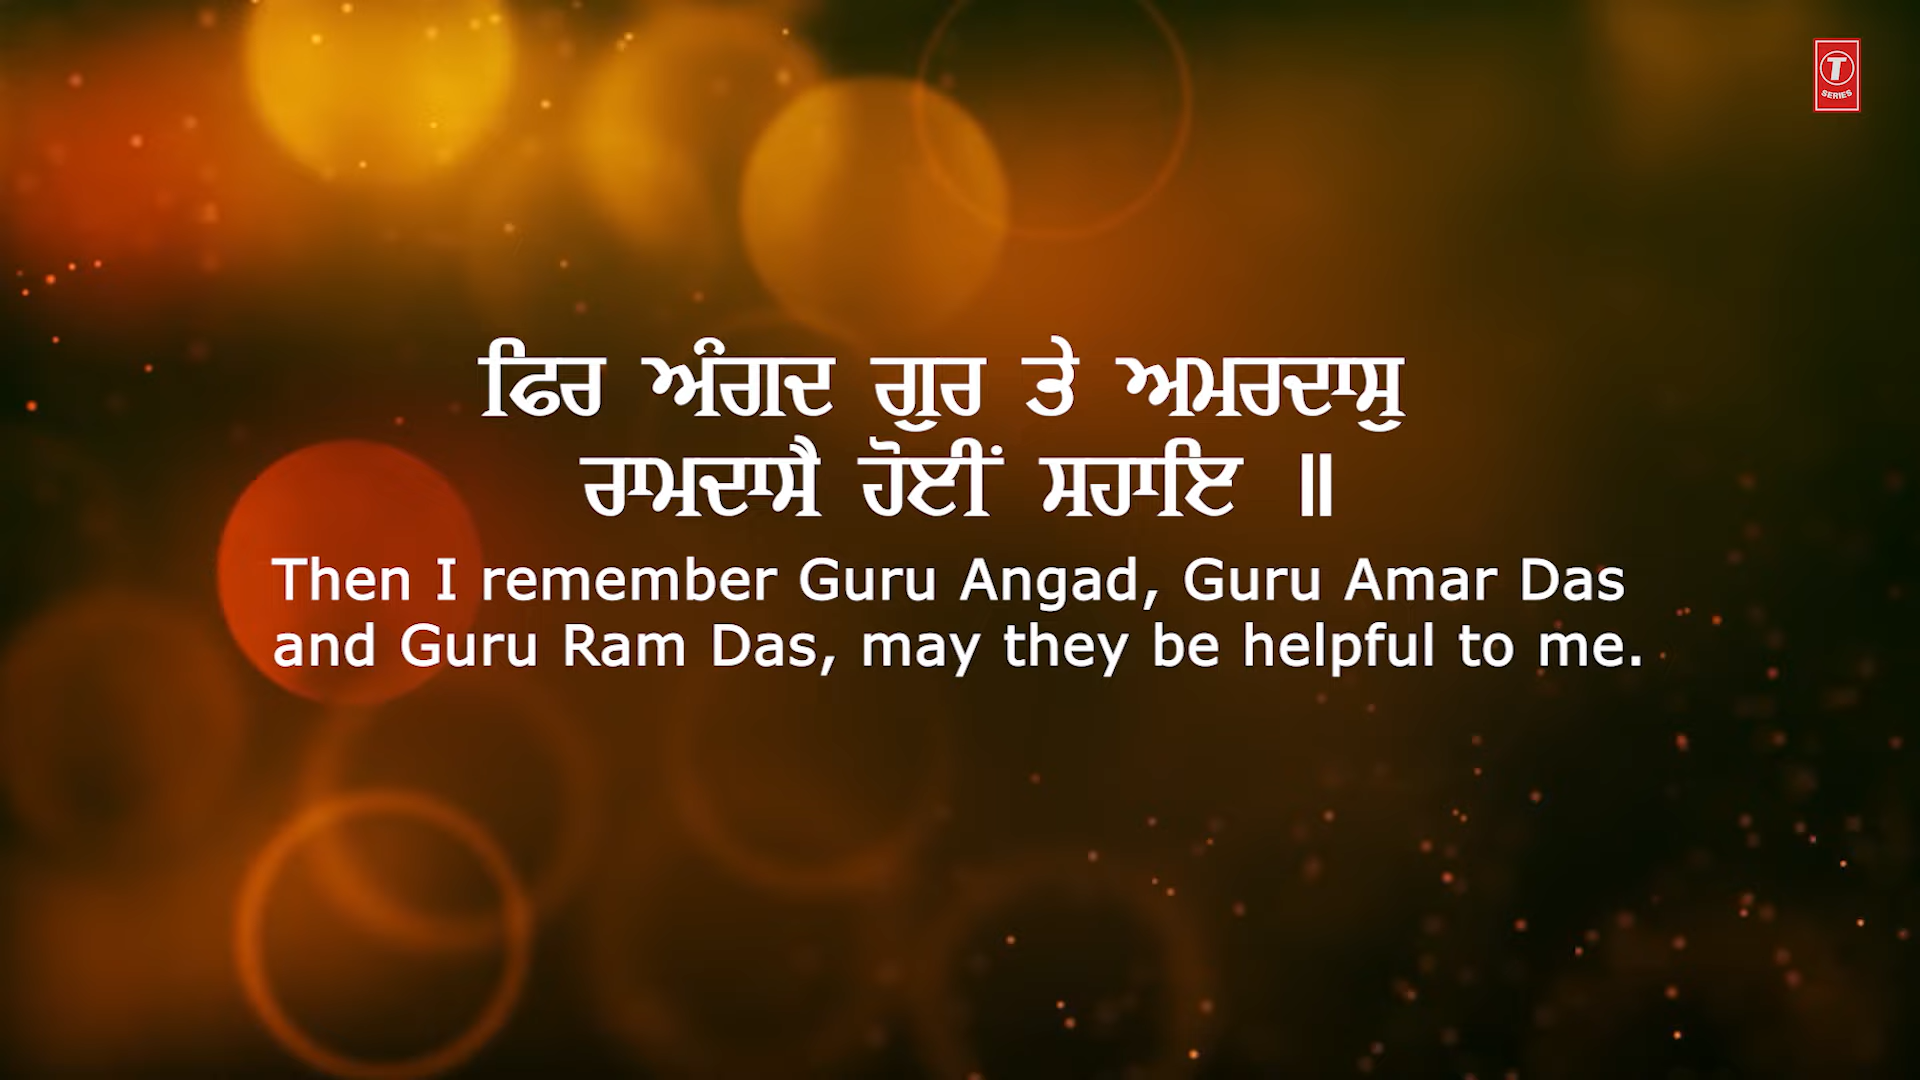 T
SERIES
ਫਿਰ ਅੰਗਦ ਗੁਰ ਤੇ ਅਮਰਦਾਸੁ
ਰਾਮਦਾਸੈ ਹੋਈਂ ਸਹਾਇ ॥
Then I remember Guru Angad, Guru Amar Das
and Guru Ram Das, may they be helpful to me.